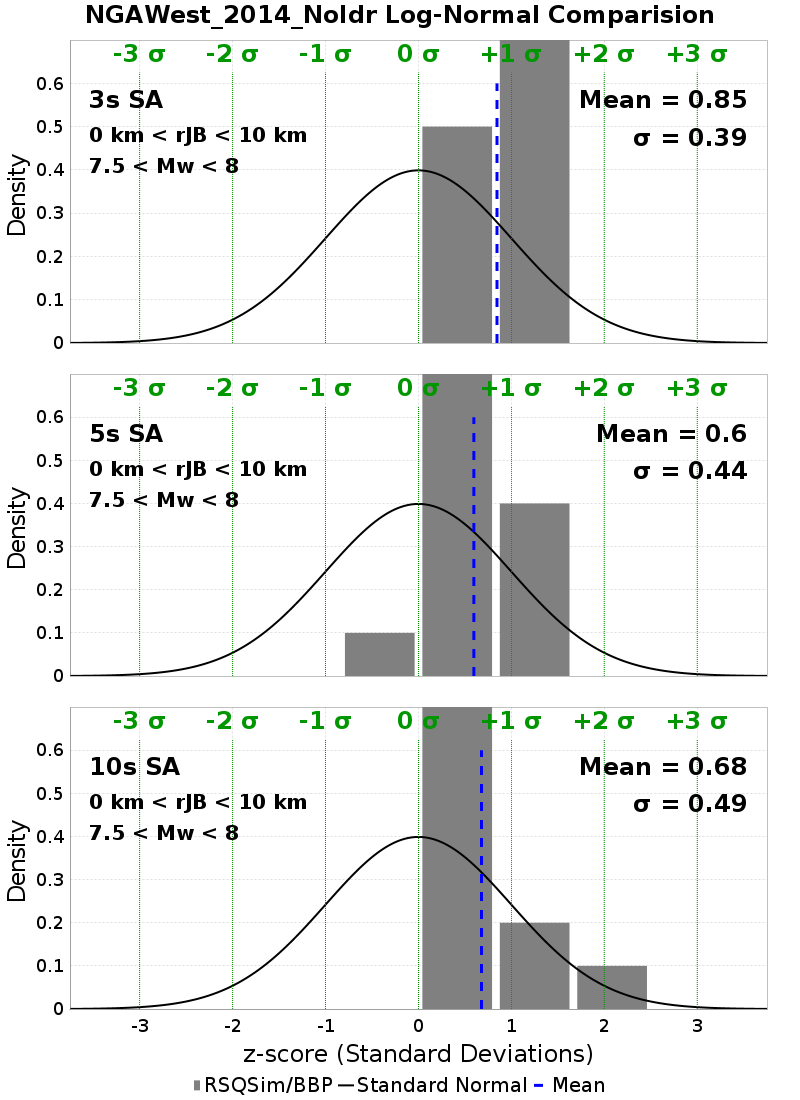 NGAWest_2014_NoIdr Log-Normal Comparision
-3 σ -2 σ -1 σ 0 σ +1 σ +2 σ +3 σ
3s SA
Mean = 0.85
0 km < rJB < 10 km
σ = 0.39
7.5 < Mw < 8
0.6
0.5
0.4
0.3
0.2
0.1
0
Density
-3 σ -2 σ -1 σ 0 σ +1 σ +2 σ +3 σ
5s SA
Mean = 0.6
0 km < rJB < 10 km
σ = 0.44
7.5 < Mw < 8
0.6
0.5
0.4
0.3
0.2
0.1
0
Density
-3 σ -2 σ -1 σ 0 σ +1 σ +2 σ +3 σ
10s SA
Mean = 0.68
0 km < rJB < 10 km
σ = 0.49
7.5 < Mw < 8
0.6
0.5
0.4
0.3
0.2
0.1
0
Density
-3 -2 -1 0 1 2 3
z-score (Standard Deviations)
RSQSim/BBP Standard Normal Mean